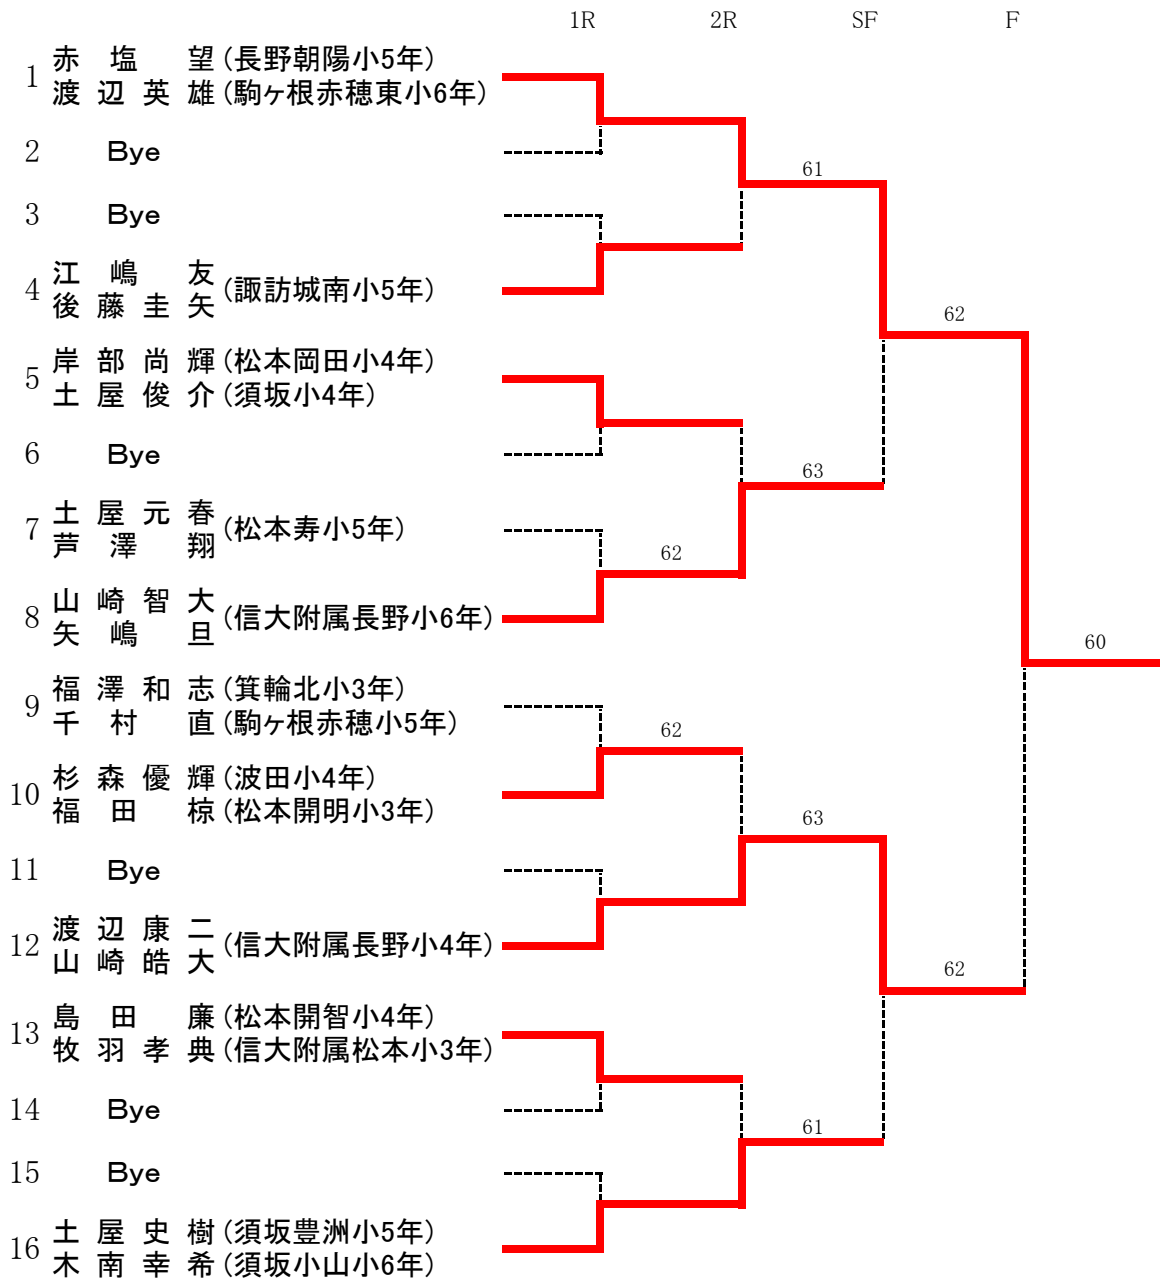 1R 2R SF F
赤塩 望(長野朝陽小5年)
1
渡辺英雄(駒ヶ根赤穂東小6年)
2 Bye
61
3 Bye
江嶋 友
4 (諏訪城南小5年)
後藤圭矢
62
岸部尚輝(松本岡田小4年)
5
土屋俊介(須坂小4年)
6 Bye
63
土屋元春
7 (松本寿小5年)
芦澤 翔
62
山崎智大
8 (信大附属長野小6年)
矢嶋 旦
60
福澤和志(箕輪北小3年)
9
千村 直(駒ヶ根赤穂小5年)
62
杉森優輝(波田小4年)
10
福田 椋(松本開明小3年)
63
11 Bye
渡辺康二
12 (信大附属長野小4年)
山崎皓大
62
島田 廉(松本開智小4年)
13
牧羽孝典(信大附属松本小3年)
14 Bye
61
15 Bye
土屋史樹(須坂豊洲小5年)
16
木南幸希(須坂小山小6年)